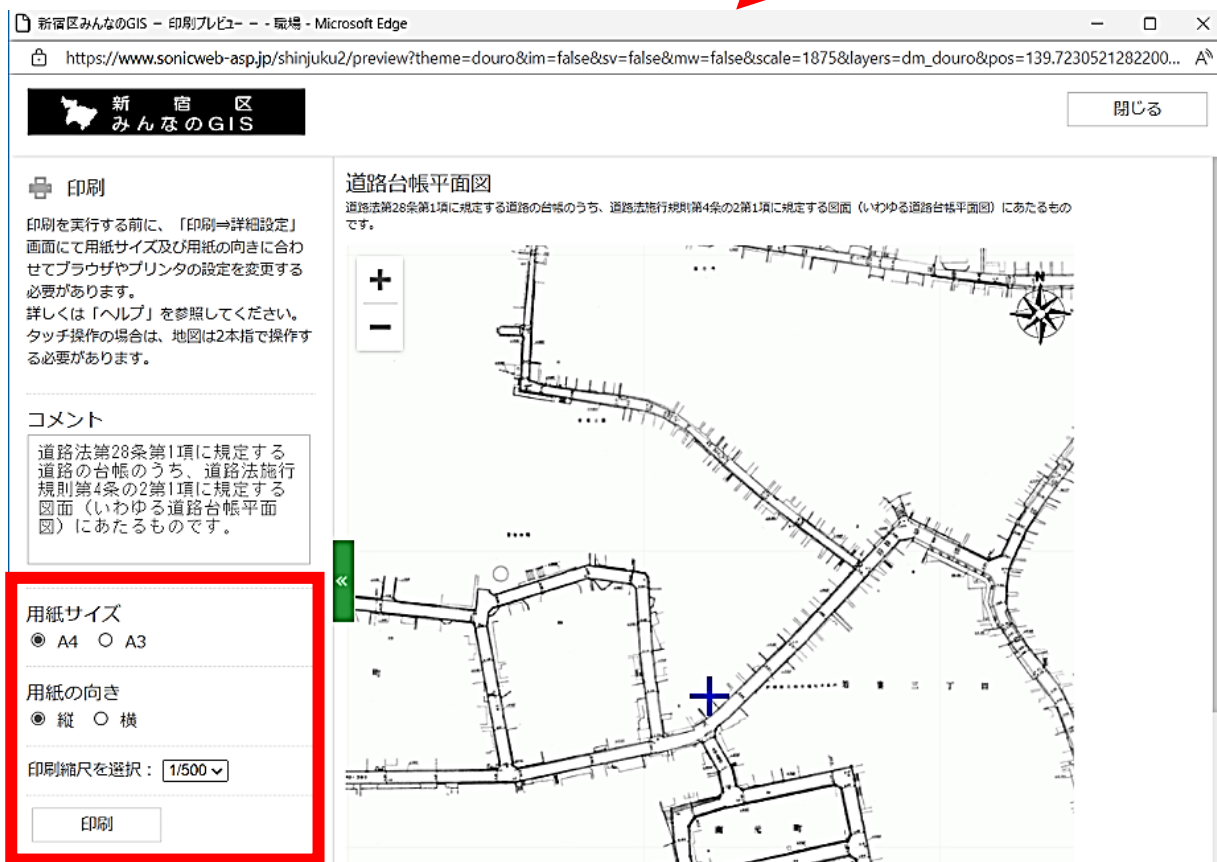 新宿区みんなのGIS － 印刷プレビュー － - 職場 - Microsoft Edge
https://www.sonicweb-asp.jp/shinjuku2/preview?theme=douro&im=false&sv=false&mw=false&scale=1875&layers=dm_douro&pos=139.7230521282200...
新宿区
みんなのGIS
閉じる
印刷
印刷を実行する前に、「印刷⇒詳細設定」
画面にて用紙サイズ及び用紙の向きに合わ
せてブラウザやプリンタの設定を変更する
必要があります。
詳しくは「ヘルプ」を参照してください。
タッチ操作の場合は、地図は2本指で操作す
る必要があります。
コメント
道路法第28条第1項に規定する
道路の台帳のうち、道路法施行
規則第4条の2第1項に規定する
図面（いわゆる道路台帳平面
図）にあたるものです。
用紙サイズ
A4 A3
用紙の向き
縦 横
印刷縮尺を選択： 1/500
印刷
道路台帳平面図
道路法第28条第1項に規定する道路の台帳のうち、道路法施行規則第4条の2第1項に規定する図面（いわゆる道路台帳平面図）にあたるもの
です。
N
若葉三丁目
町
南元町